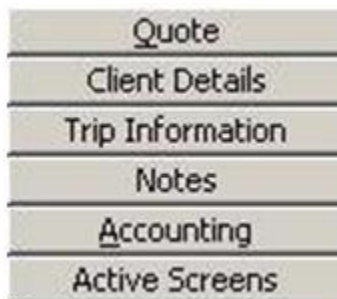 Quote
Client Details
Trip Information
Notes
Accounting
Active Screens